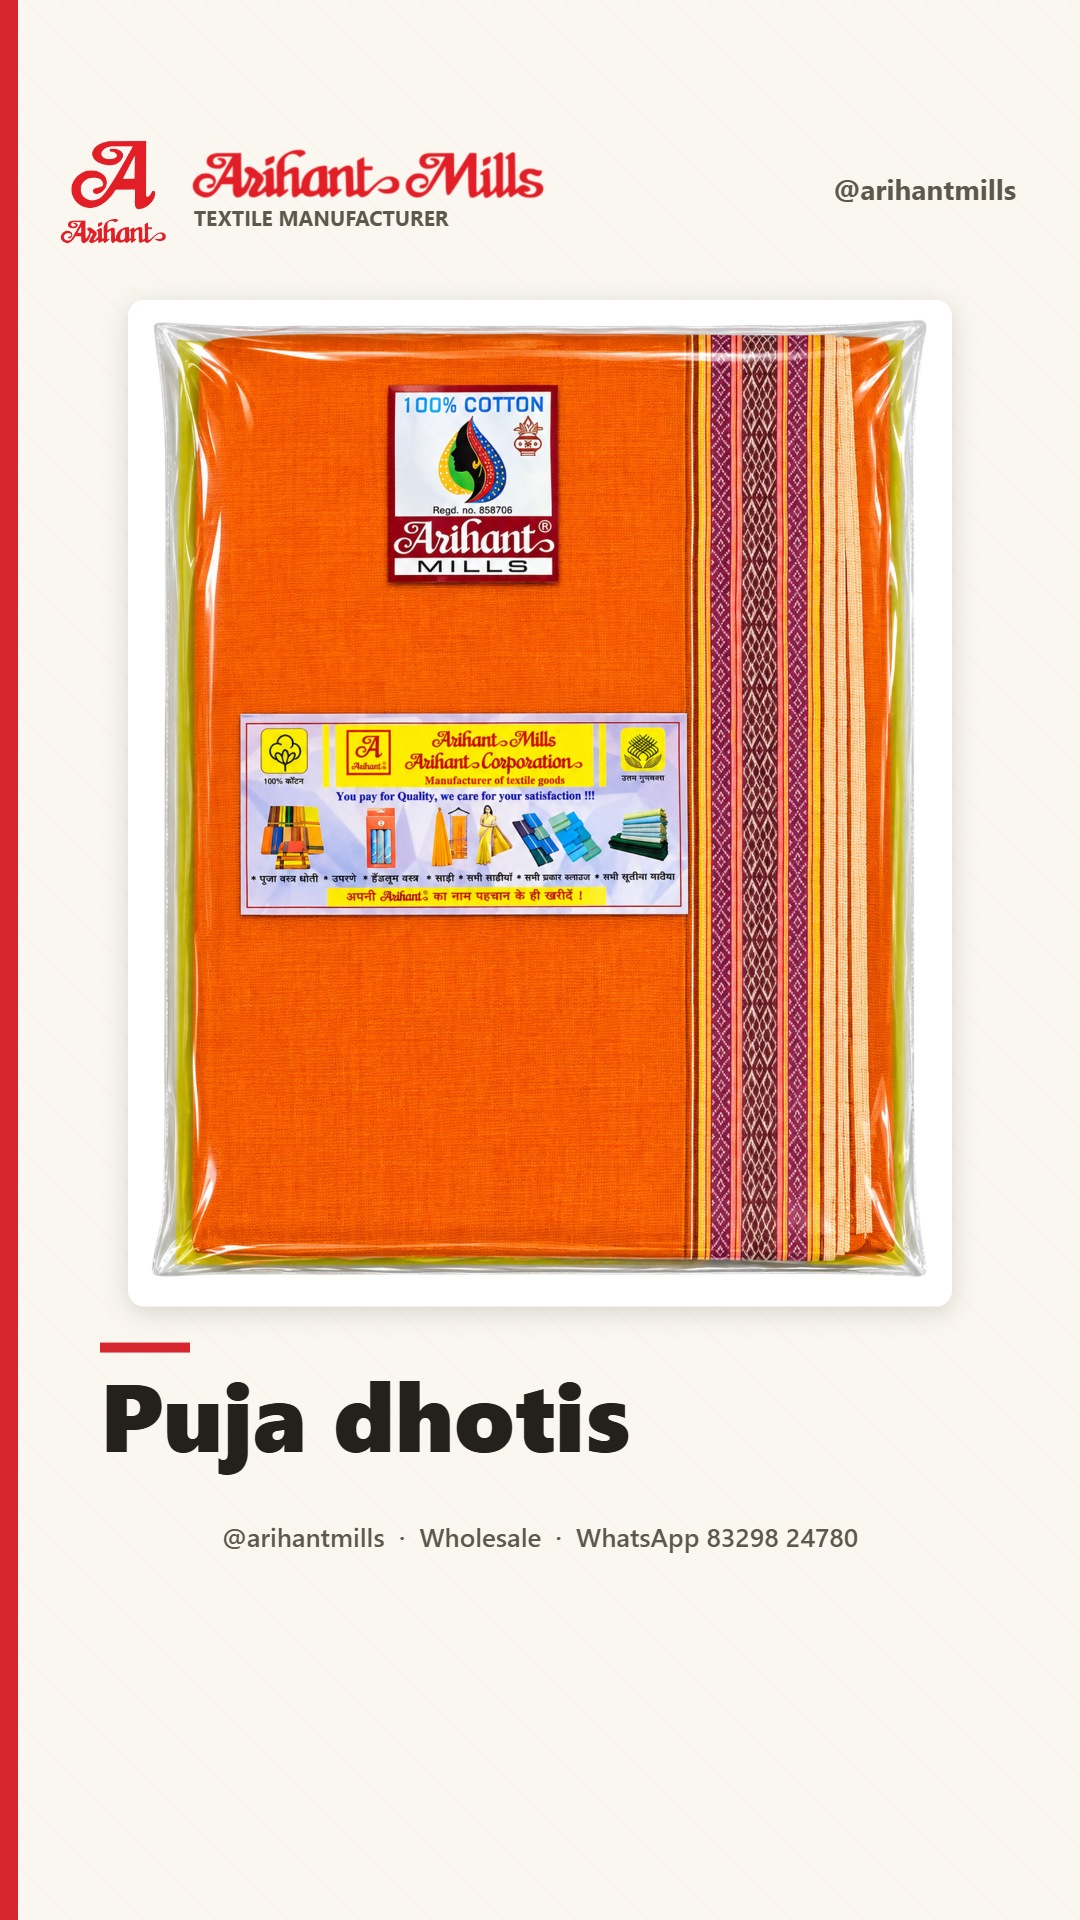 A
Arihant
Arihant Mills
TEXTILE MANUFACTURER
@arihantmills
100% COTTON
Regd. no. 858706
Arihant®
MILLS
100% कॉटन
A
Arihant
Arihant Mills
Arihant Corporation
Manufacturer of textile goods
उत्तम गुणवत्ता
You pay for Quality, we care for your satisfaction !!!
* पूजा वस्त्र धोती * उपरणे * हॅंडलूम वस्त्र * साड़ी * सभी साडीयाँ * सभी प्रकार ब्लाउज * सभी सूतीया
अपनी Arihant का नाम पहचान के ही खरीदें !
Puja dhotis
@arihantmills · Wholesale · WhatsApp 83298 24780